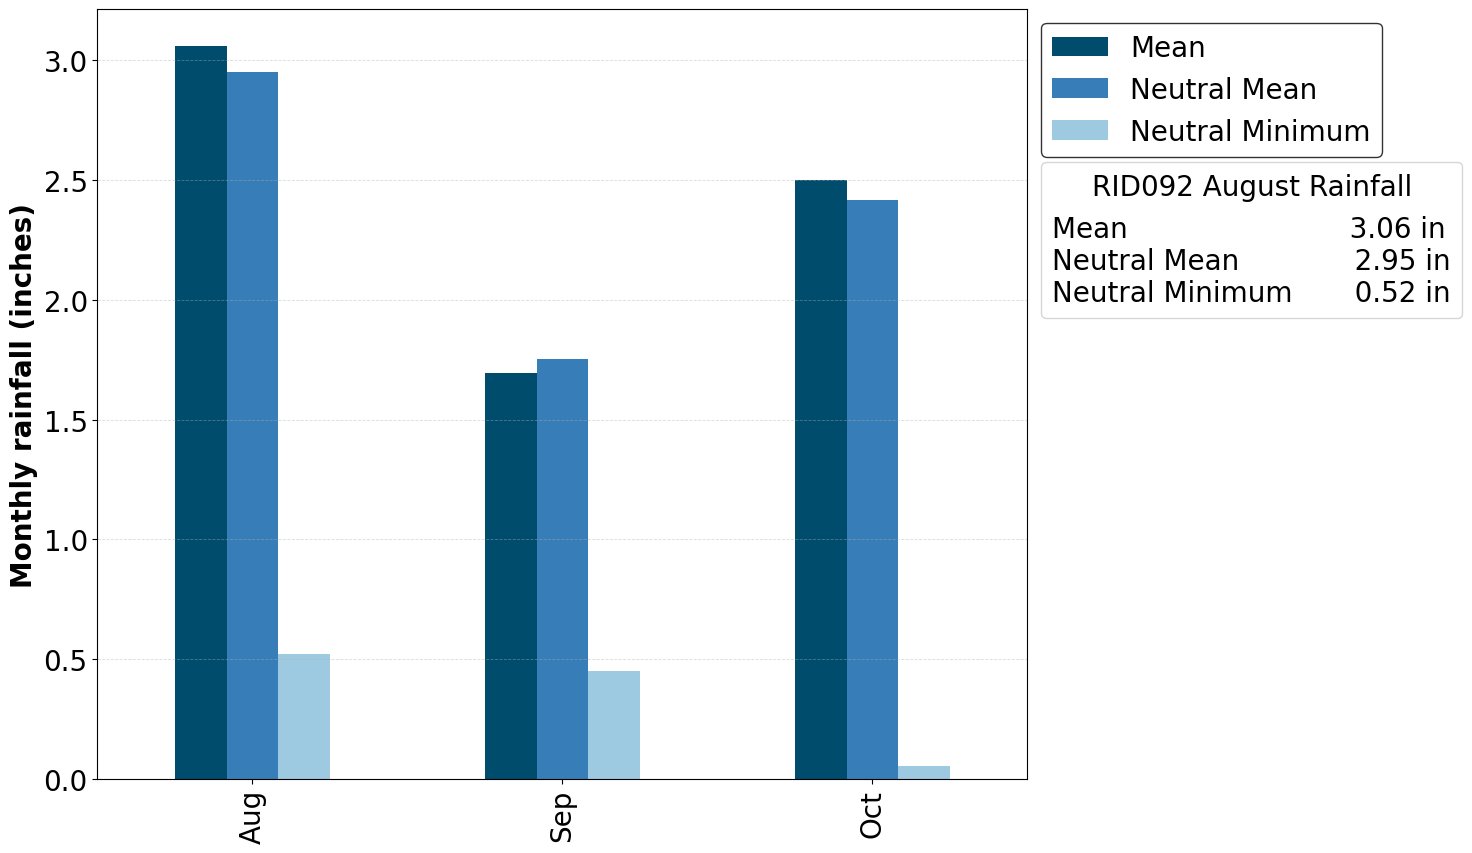 Monthly rainfall (inches)
3.0
2.5
2.0
1.5
1.0
0.5
0.0
Aug
Sep
Oct
Mean
Neutral Mean
Neutral Minimum
RID092 August Rainfall
Mean 3.06 in
Neutral Mean 2.95 in
Neutral Minimum 0.52 in